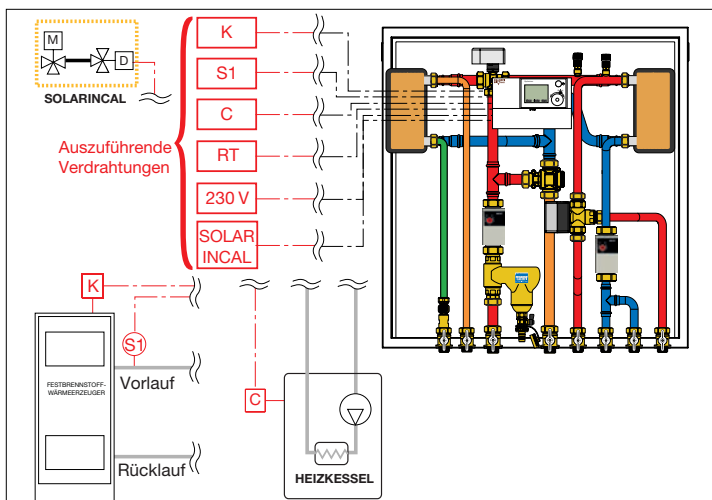 M
D
SOLARINCAL
K
S1
C
RT
230 V
SOLAR
INCAL
Auszuführende
Verdrahtungen
K
S1
FESTBRENNSTOFF-
WÄRMEERZEUGER
Vorlauf
Rücklauf
C
HEIZKESSEL